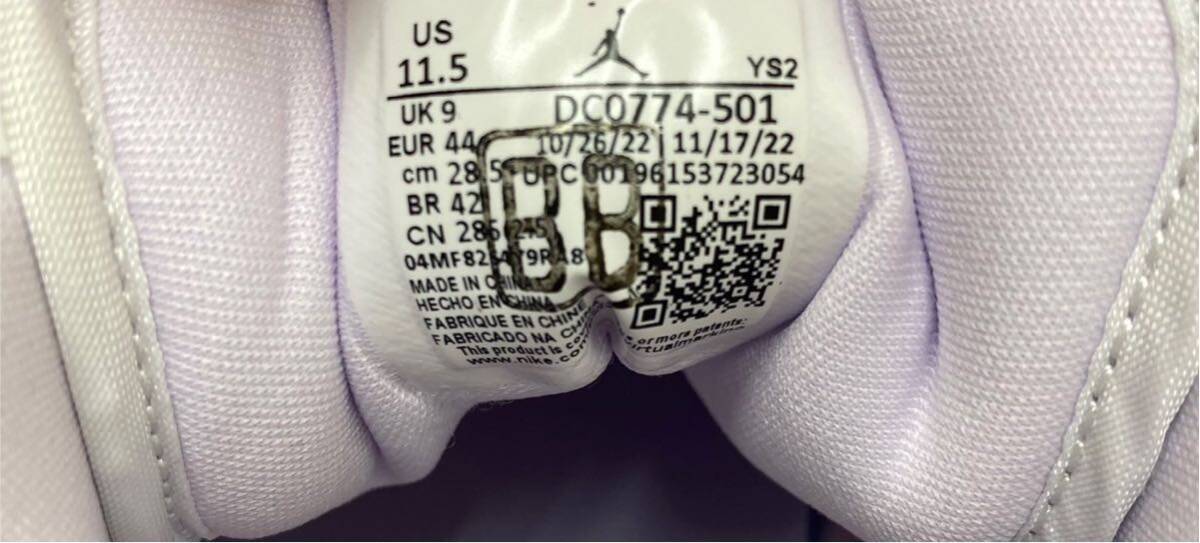 US
11.5 YS2
UK 9 DC0774-501
EUR 44 10/26/22 11/17/22
cm 28.5 UPC 00196153723054
BR 42
CN
BB
MADE IN CHINA
HECHO EN CHINA
FABRIQUE EN CHINE
FABRICADO NA
This product is or more patents:
www.nike.com